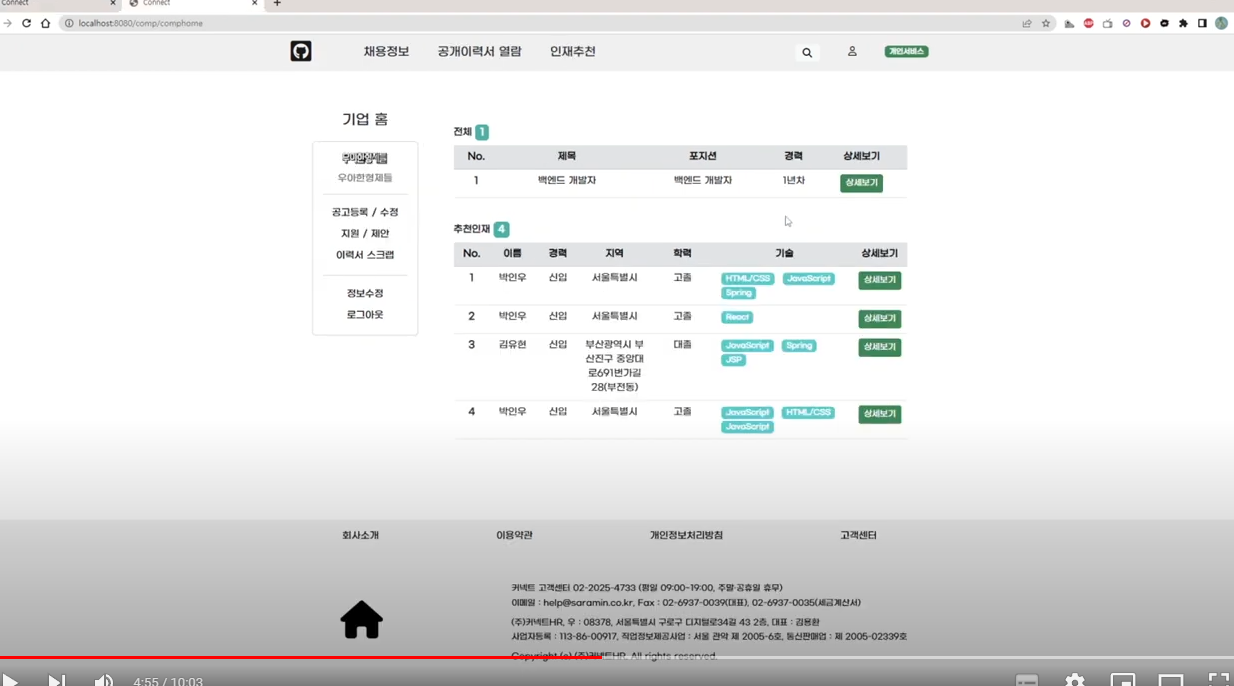 Connect
Connect
localhost:8080/comp/comphome
채용정보 공개이력서 열람 인재추천 개인서비스
기업 홈
우아한형제들
우아한형제들
공고등록 / 수정
지원 / 제안
이력서 스크랩
정보수정
로그아웃
전체 1
No. 제목 포지션 경력 상세보기
1 백엔드 개발자 백엔드 개발자 1년차 상세보기
추천인재 4
No. 이름 경력 지역 학력 기술 상세보기
1 박인우 신입 서울특별시 고졸 HTML/CSS JavaScript 상세보기
Spring
2 박인우 신입 서울특별시 고졸 React 상세보기
3 김유현 신입 부산광역시 부 대졸 JavaScript Spring 상세보기
산진구 중앙대 JSP
로691번가길
28(부전동)
4 박인우 신입 서울특별시 고졸 JavaScript HTML/CSS 상세보기
JavaScript
회사소개 이용약관 개인정보처리방침 고객센터
커넥트 고객센터 02-2025-4733 (평일 09:00~19:00, 주말·공휴일 휴무)
이메일 : help@saramin.co.kr, Fax : 02-6937-0039(대표), 02-6937-0035(세금계산서)
(주)커넥트HR, 우 : 08378, 서울특별시 구로구 디지털로34길 43 2층, 대표 : 김용환
사업자등록 : 113-86-00917, 직업정보제공사업 : 서울 관악 제 2005-6호, 통신판매업 : 제 2005-02339호
Copyright (c) (주)커넥트HR. All rights reserved.
4:55 / 10:03